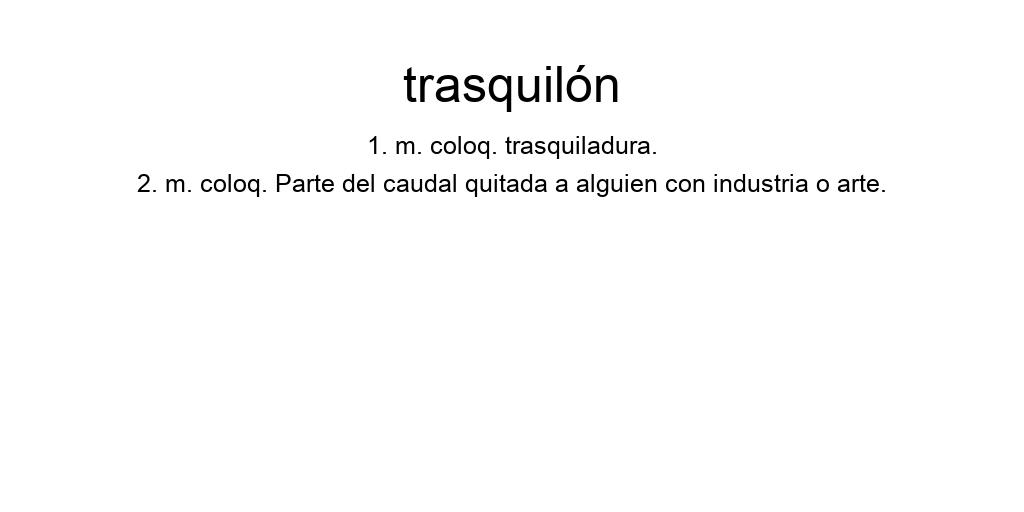 trasquilón
1. m. coloq. trasquiladura.
2. m. coloq. Parte del caudal quitada a alguien con industria o arte.